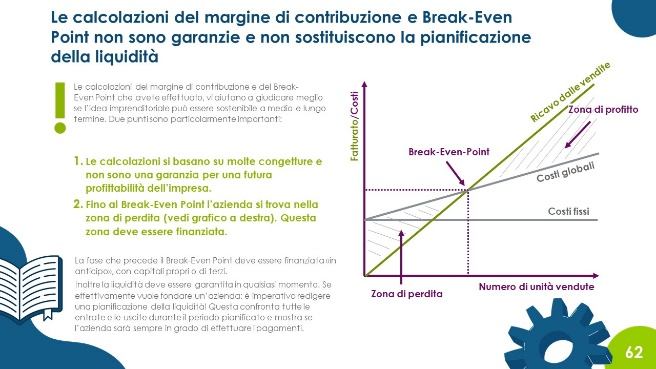 Le calcolazioni del margine di contribuzione e Break-Even
Point non sono garanzie e non sostituiscono la pianificazione
della liquidità
Le calcolazioni del margine di contribuzione e del Break-
Even Point che avete effettuato, vi aiutano a giudicare meglio
se l'idea imprenditoriale può essere sostenibile a medio e lungo
termine. Due punti sono particolarmente importanti:
1. Le calcolazioni si basano su molte congetture e
non sono una garanzia per una futura
profittabilità dell'impresa.
2. Fino al Break-Even Point l'azienda si trova nella
zona di perdita (vedi grafico a destra). Questa
zona deve essere finanziata.
La fase che precede il Break-Even Point deve essere finanziata «in
anticipo», con capitali propri o di terzi.
Inoltre la liquidità deve essere garantita in qualsiasi momento. Se
effettivamente vuole fondare un'azienda: è imperativo redigere
una pianificazione della liquidità! Questa confronta tutte le
entrate e le uscite durante il periodo pianificato e mostra se
l'azienda sarà sempre in grado di effettuare i pagamenti.
Fatturato/Costi
Ricavo dalle vendite
Zona di profitto
Break-Even-Point
Costi globali
Costi fissi
Zona di perdita
Numero di unità vendute
62